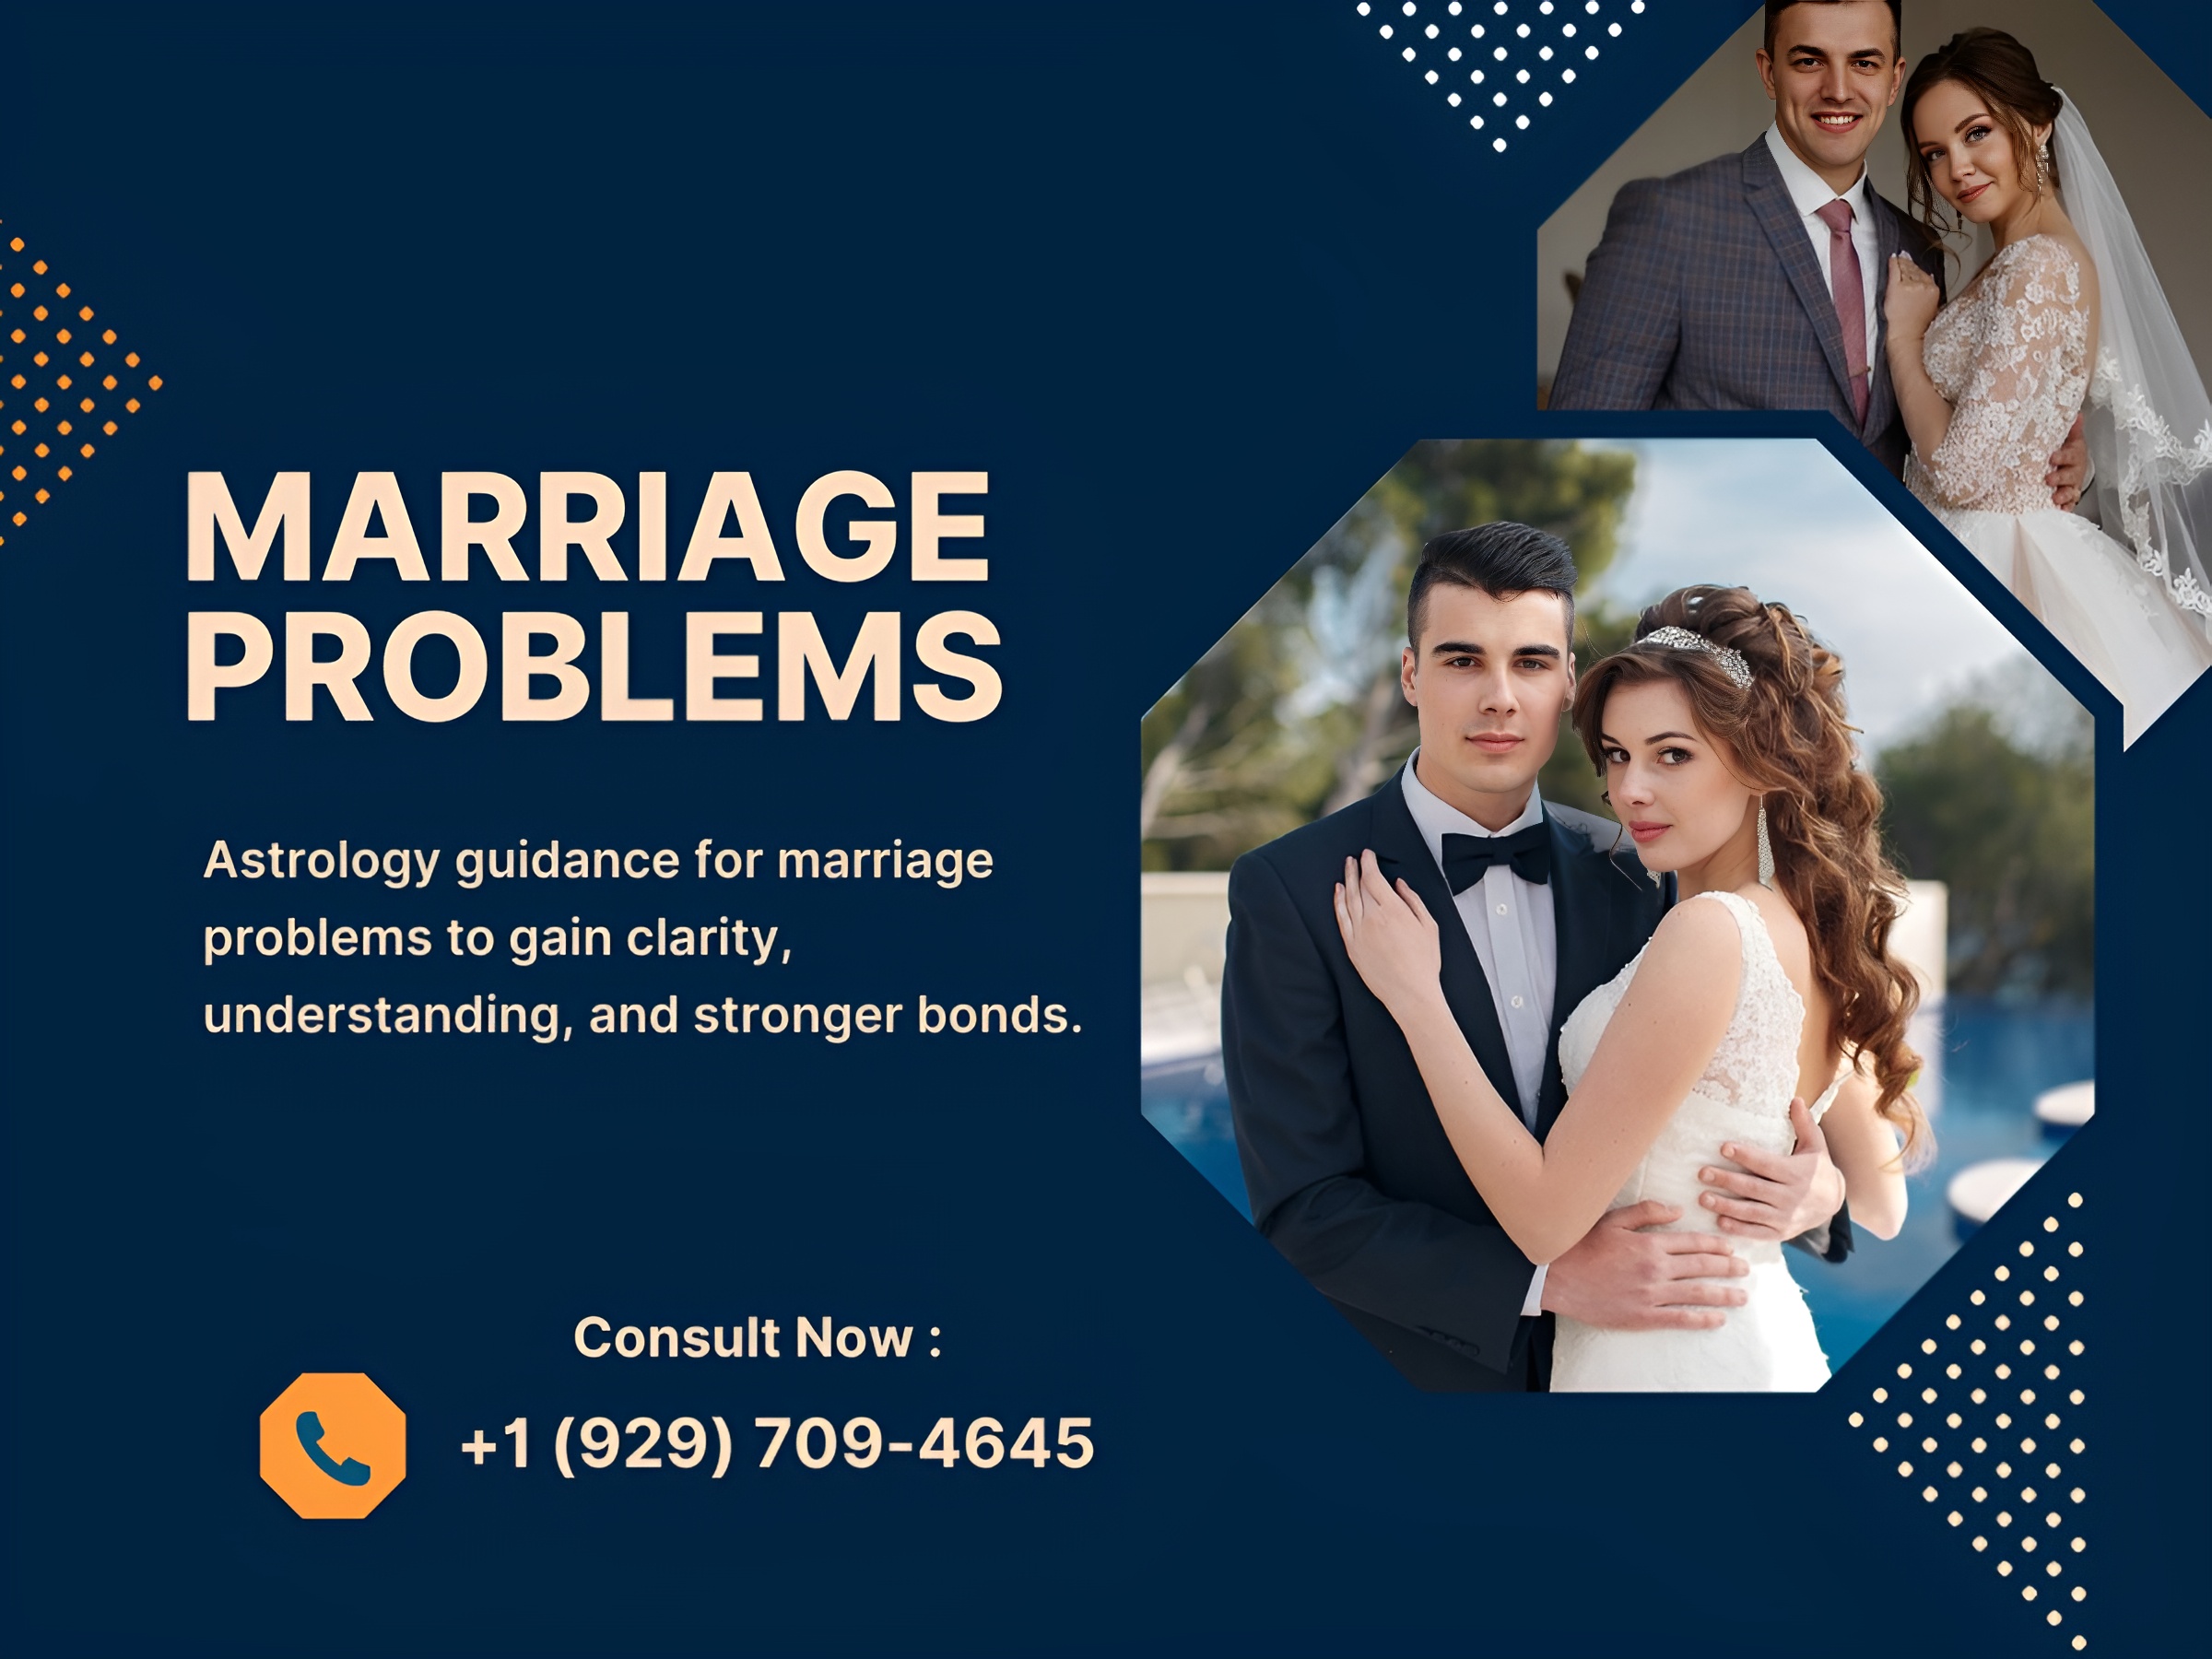 MARRIAGE
PROBLEMS
Astrology guidance for marriage
problems to gain clarity,
understanding, and stronger bonds.
Consult Now :
+1 (929) 709-4645